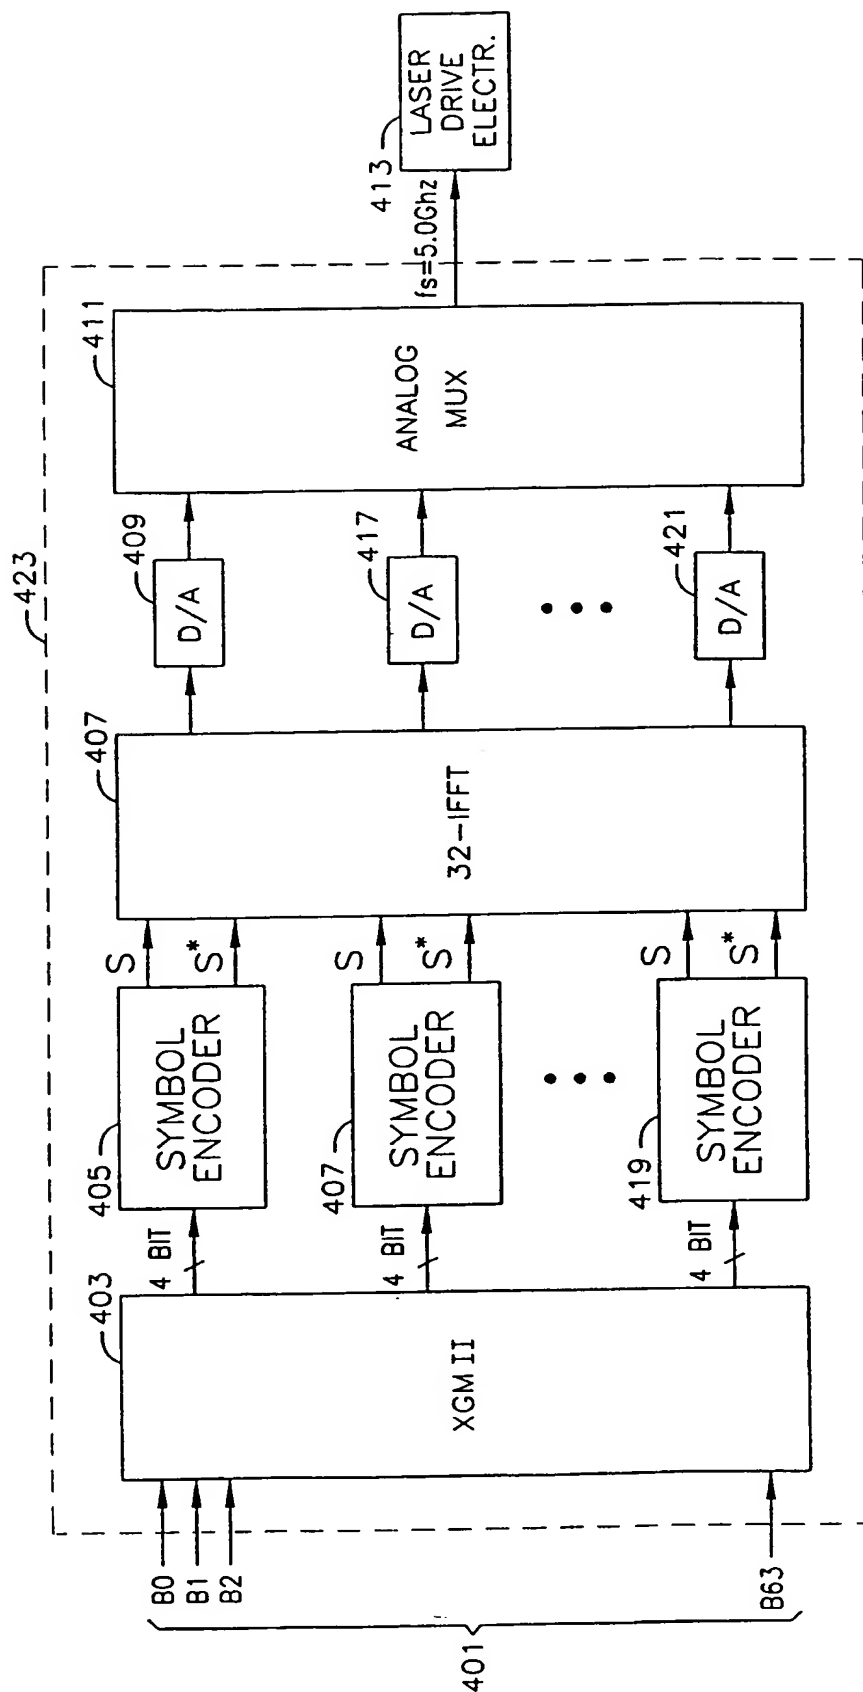 423
401
B0
B1
B2
B63
403
XGMII
4 BIT
4 BIT
4 BIT
405
SYMBOL
ENCODER
407
SYMBOL
ENCODER
419
SYMBOL
ENCODER
S
S*
S
S*
S
S*
407
32-IFFT
409
D/A
417
D/A
421
D/A
411
ANALOG
MUX
fs=5.0Ghz
413
LASER
DRIVE
ELECTR.